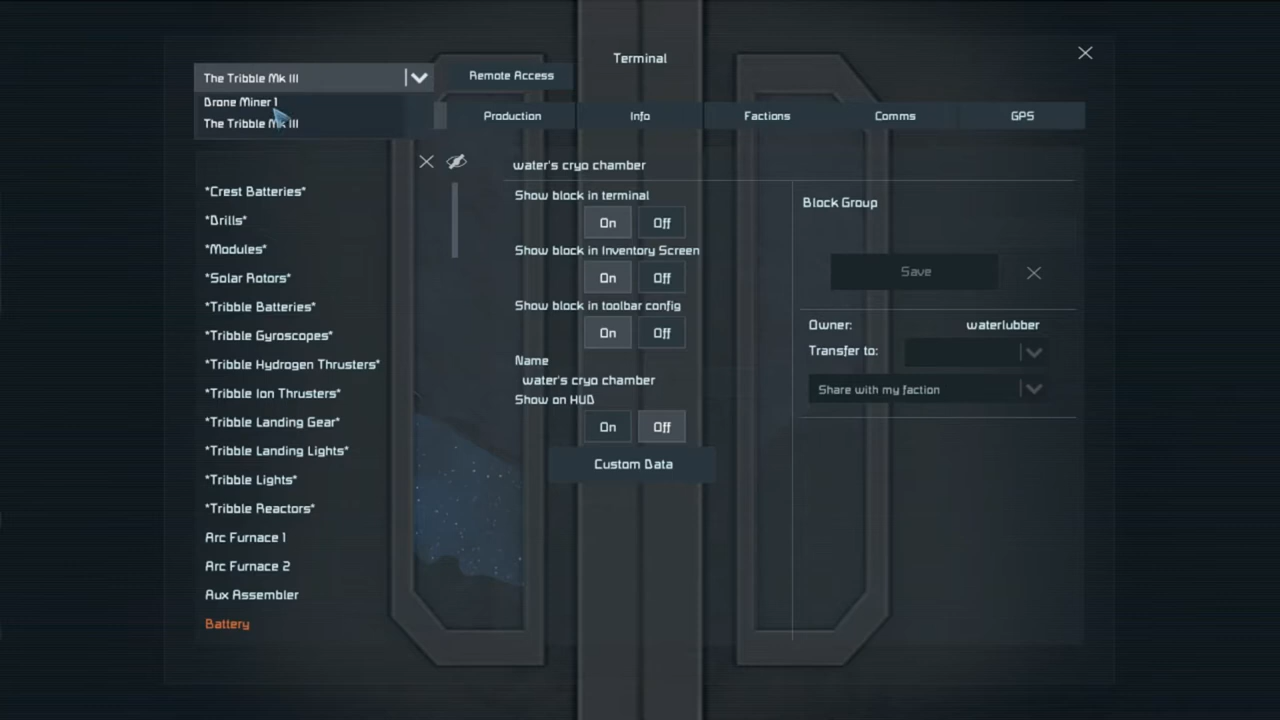 Terminal
The Tribble Mk III
Remote Access
Drone Miner 1
The Tribble Mk III
Production
Info
Factions
Comms
GPS
*Crest Batteries*
*Drills*
*Modules*
*Solar Rotors*
*Tribble Batteries*
*Tribble Gyroscopes*
*Tribble Hydrogen Thrusters*
*Tribble Ion Thrusters*
*Tribble Landing Gear*
*Tribble Landing Lights*
*Tribble Lights*
*Tribble Reactors*
Arc Furnace 1
Arc Furnace 2
Aux Assembler
Battery
water's cryo chamber
Show block in terminal
On Off
Show block in Inventory Screen
On Off
Show block in toolbar config
On Off
Name
water's cryo chamber
Show on HUD
On Off
Custom Data
Block Group
Save
Owner: waterlubber
Transfer to:
Share with my faction